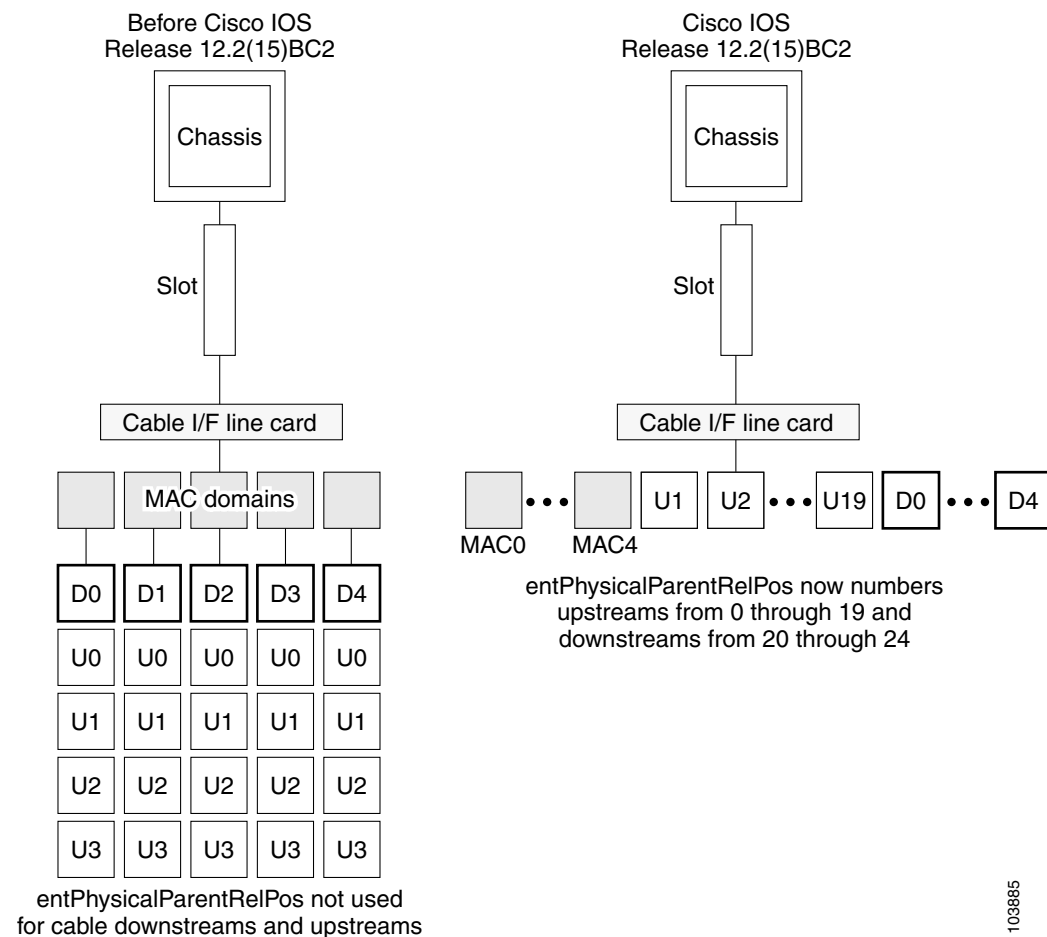 Before Cisco IOS
Release 12.2(15)BC2
Chassis
Slot
Cable I/F line card
MAC domains
D0 D1 D2 D3 D4
U0 U0 U0 U0 U0
U1 U1 U1 U1 U1
U2 U2 U2 U2 U2
U3 U3 U3 U3 U3
entPhysicalParentRelPos not used
for cable downstreams and upstreams
Cisco IOS
Release 12.2(15)BC2
Chassis
Slot
Cable I/F line card
U1 U2 U19 D0 D4
MAC0 MAC4
entPhysicalParentRelPos now numbers
upstreams from 0 through 19 and
downstreams from 20 through 24
103885